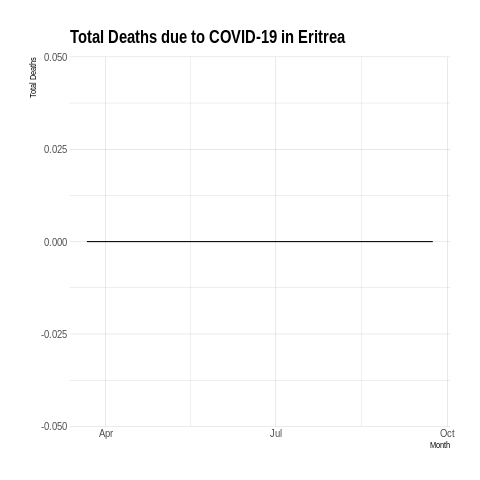 Total Deaths due to COVID-19 in Eritrea
Total Deaths
0.050
0.025
0.000
-0.025
-0.050
Apr Jul Oct
Month